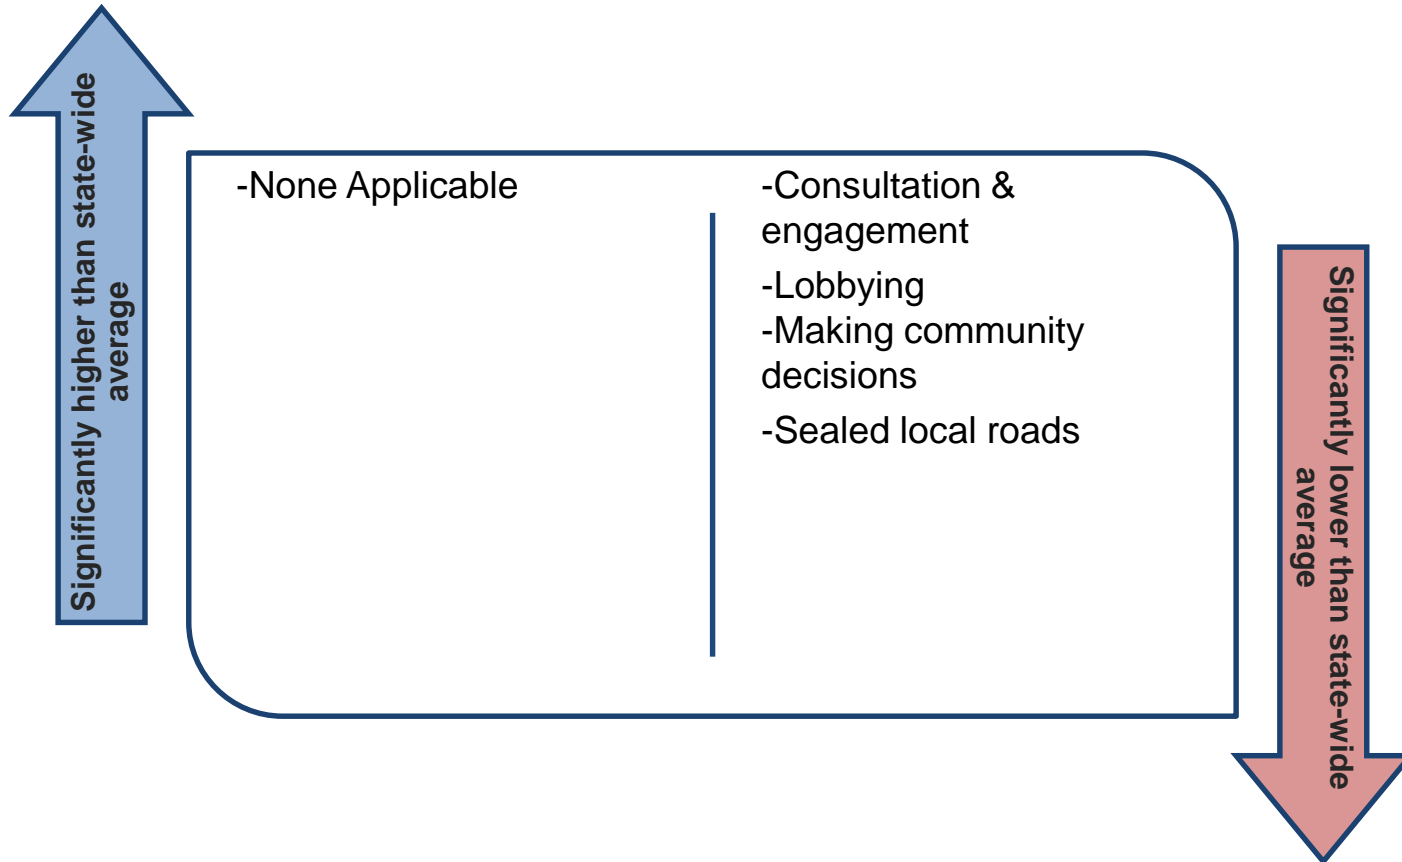 Significantly higher than state-wide
average
-None Applicable
-Consultation &
engagement
-Lobbying
-Making community
decisions
-Sealed local roads
Significantly lower than state-wide
average